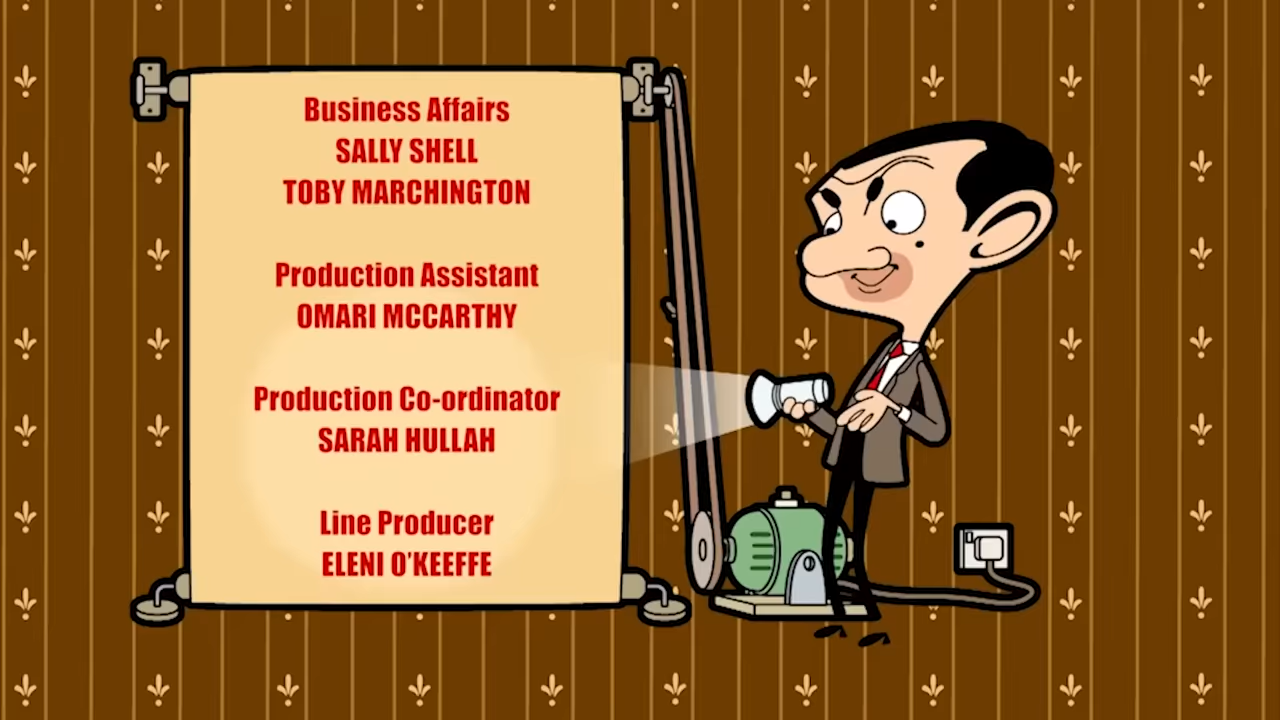 Business Affairs
SALLY SHELL
TOBY MARCHINGTON
Production Assistant
OMARI MCCARTHY
Production Co-ordinator
SARAH HULLAH
Line Producer
ELENI O'KEEFFE